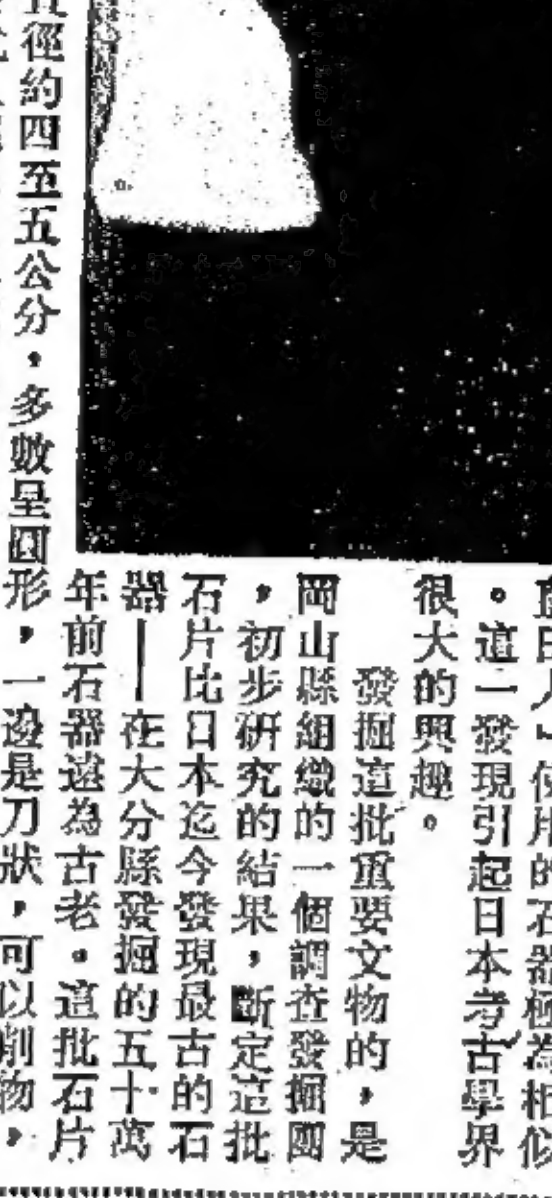 人」使用的石器極為相似
。這一發現引起日本考古學界
很大的興趣。
發掘這批重要文物的,是
岡山縣組織的一個調查發掘團
,初步研究的結果,斷定這批
石片比日本迄今發現最古的石
器——在大分縣發掘的五十萬
年前石器遠為古老。這批石片
直徑約四至五公分,多數呈圓形,一邊是刀狀,可以削物,